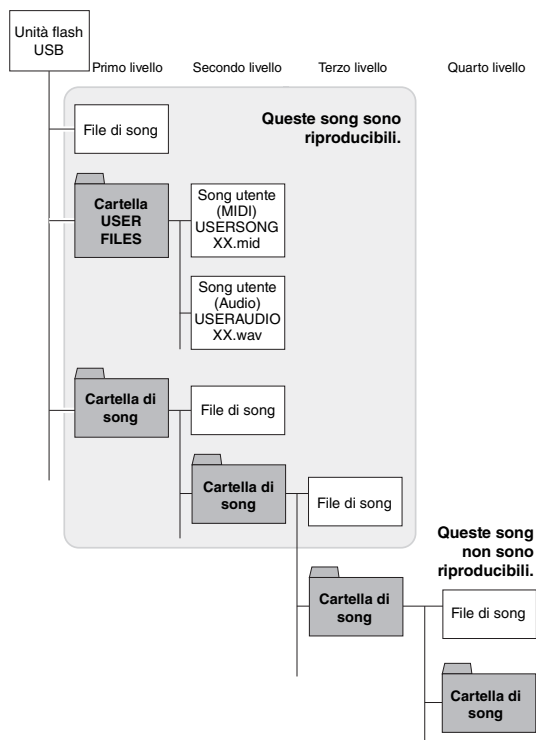 Unità flash
USB
Primo livello
Secondo livello
Terzo livello
Quarto livello
File di song
Queste song sono
riproducibili.
Cartella
USER
FILES
Song utente
(MIDI)
USERSONG
XX.mid
Song utente
(Audio)
USERAUDIO
XX.wav
Cartella di
song
File di song
Cartella di
song
File di song
Queste song
non sono
riproducibili.
Cartella di
song
File di song
Cartella di
song